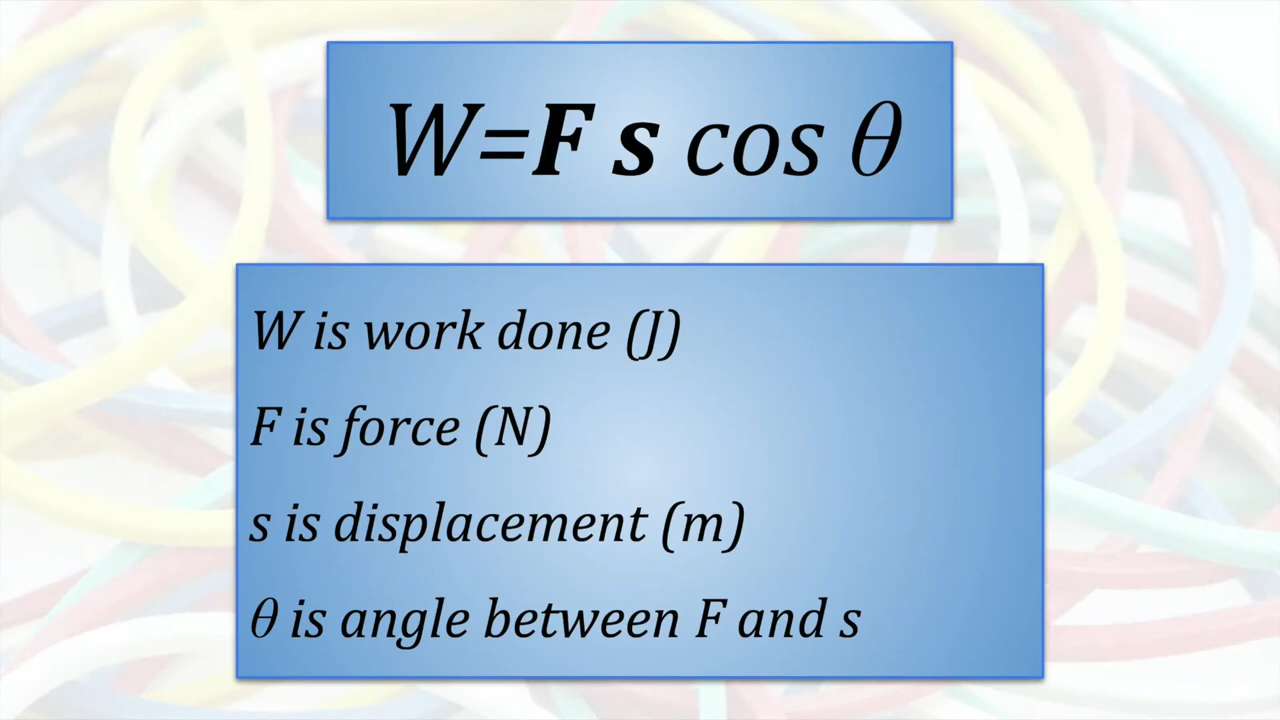 W=F s cos θ
W is work done (J)
F is force (N)
s is displacement (m)
θ is angle between F and s